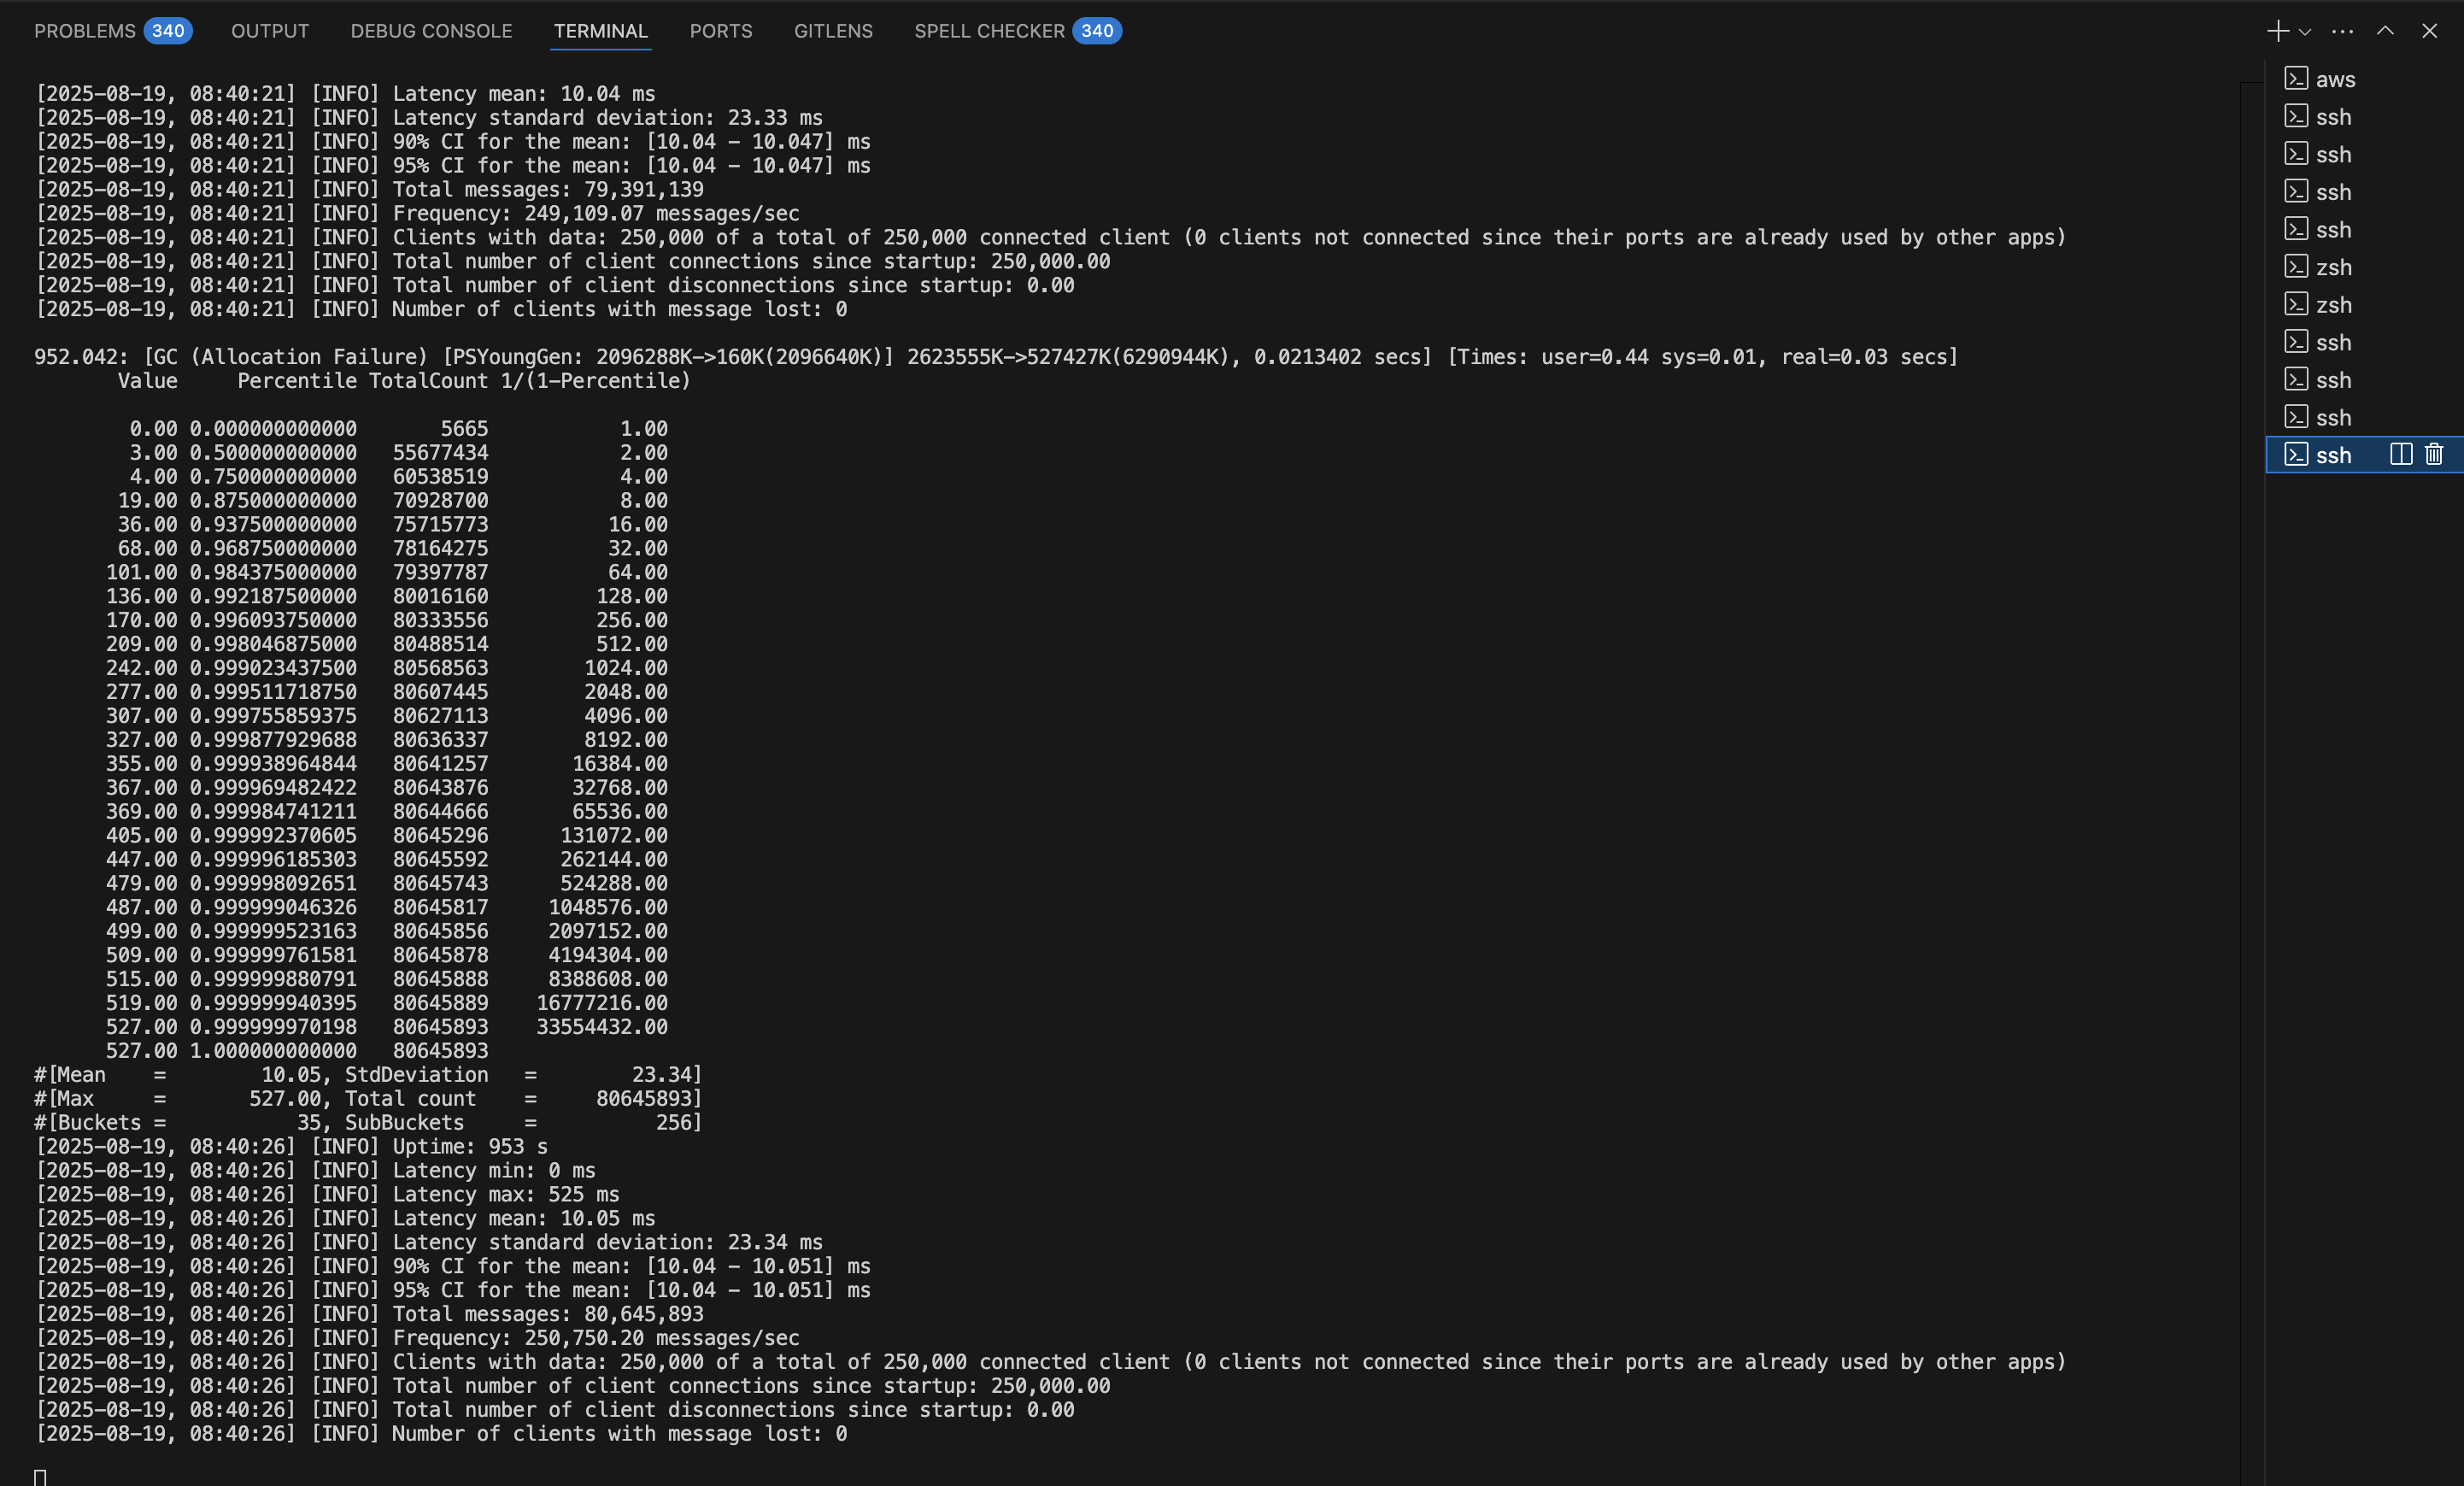 PROBLEMS 340 OUTPUT DEBUG CONSOLE TERMINAL PORTS GITLENS SPELL CHECKER 340
[2025-08-19, 08:40:21] [INFO] Latency mean: 10.04 ms
[2025-08-19, 08:40:21] [INFO] Latency standard deviation: 23.33 ms
[2025-08-19, 08:40:21] [INFO] 90% CI for the mean: [10.04 - 10.047] ms
[2025-08-19, 08:40:21] [INFO] 95% CI for the mean: [10.04 - 10.047] ms
[2025-08-19, 08:40:21] [INFO] Total messages: 79,391,139
[2025-08-19, 08:40:21] [INFO] Frequency: 249,109.07 messages/sec
[2025-08-19, 08:40:21] [INFO] Clients with data: 250,000 of a total of 250,000 connected client (0 clients not connected since their ports are already used by other apps)
[2025-08-19, 08:40:21] [INFO] Total number of client connections since startup: 250,000.00
[2025-08-19, 08:40:21] [INFO] Total number of client disconnections since startup: 0.00
[2025-08-19, 08:40:21] [INFO] Number of clients with message lost: 0
952.042: [GC (Allocation Failure) [PSYoungGen: 2096288K->160K(2096640K)] 2623555K->527427K(6290944K), 0.0213402 secs] [Times: user=0.44 sys=0.01, real=0.03 secs]
Value Percentile TotalCount 1/(1-Percentile)
0.00 0.000000000000 5665 1.00
3.00 0.500000000000 55677434 2.00
4.00 0.750000000000 60538519 4.00
19.00 0.875000000000 70928700 8.00
36.00 0.937500000000 75715773 16.00
68.00 0.968750000000 78164275 32.00
101.00 0.984375000000 79397787 64.00
136.00 0.992187500000 80016160 128.00
170.00 0.996093750000 80333556 256.00
209.00 0.998046875000 80488514 512.00
242.00 0.999023437500 80568563 1024.00
277.00 0.999511718750 80607445 2048.00
307.00 0.999755859375 80627113 4096.00
327.00 0.999877929688 80636337 8192.00
355.00 0.999938964844 80641257 16384.00
367.00 0.999969482422 80643876 32768.00
369.00 0.999984741211 80644666 65536.00
405.00 0.999992370605 80645296 131072.00
447.00 0.999996185303 80645592 262144.00
479.00 0.999998092651 80645743 524288.00
487.00 0.999999046326 80645817 1048576.00
499.00 0.999999523163 80645856 2097152.00
509.00 0.999999761581 80645878 4194304.00
515.00 0.999999880791 80645888 8388608.00
519.00 0.999999940395 80645889 16777216.00
527.00 0.999999970198 80645893 33554432.00
527.00 1.000000000000 80645893
#[Mean = 10.05, StdDeviation = 23.34]
#[Max = 527.00, Total count = 80645893]
#[Buckets = 35, SubBuckets = 256]
[2025-08-19, 08:40:26] [INFO] Uptime: 953 s
[2025-08-19, 08:40:26] [INFO] Latency min: 0 ms
[2025-08-19, 08:40:26] [INFO] Latency max: 525 ms
[2025-08-19, 08:40:26] [INFO] Latency mean: 10.05 ms
[2025-08-19, 08:40:26] [INFO] Latency standard deviation: 23.34 ms
[2025-08-19, 08:40:26] [INFO] 90% CI for the mean: [10.04 - 10.051] ms
[2025-08-19, 08:40:26] [INFO] 95% CI for the mean: [10.04 - 10.051] ms
[2025-08-19, 08:40:26] [INFO] Total messages: 80,645,893
[2025-08-19, 08:40:26] [INFO] Frequency: 250,750.20 messages/sec
[2025-08-19, 08:40:26] [INFO] Clients with data: 250,000 of a total of 250,000 connected client (0 clients not connected since their ports are already used by other apps)
[2025-08-19, 08:40:26] [INFO] Total number of client connections since startup: 250,000.00
[2025-08-19, 08:40:26] [INFO] Total number of client disconnections since startup: 0.00
[2025-08-19, 08:40:26] [INFO] Number of clients with message lost: 0
aws
ssh
ssh
ssh
ssh
zsh
zsh
ssh
ssh
ssh
ssh